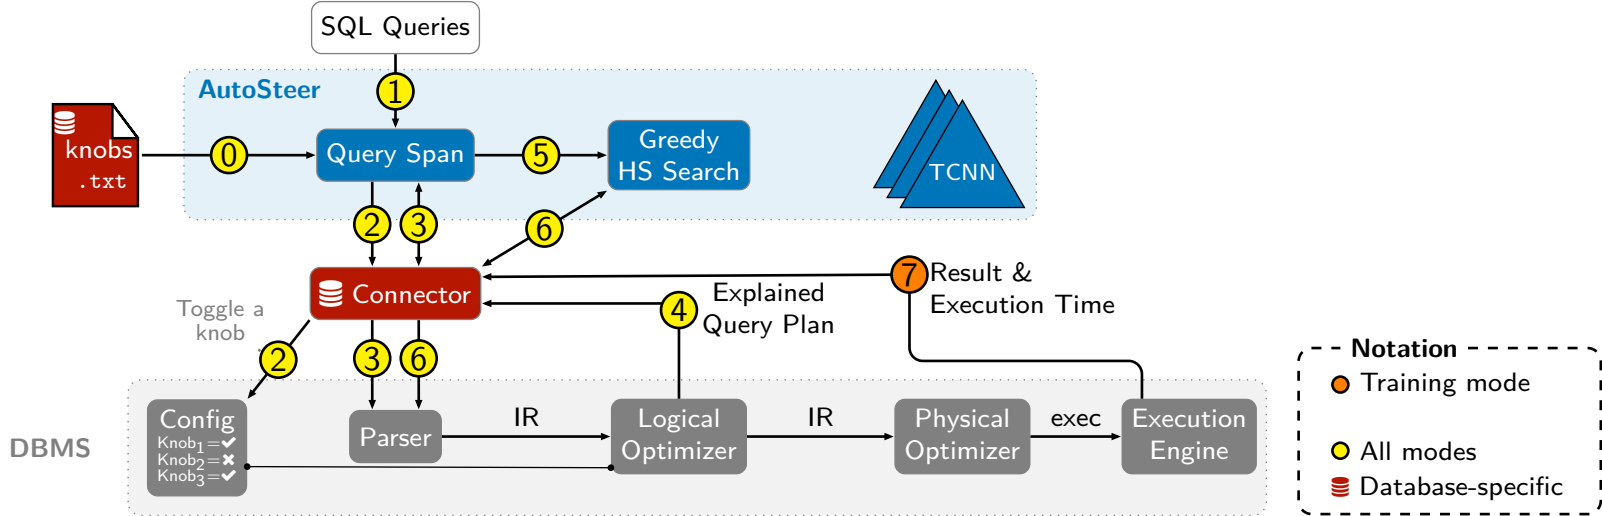 SQL Queries
AutoSteer
1
knobs
.txt
0
Query Span
5
Greedy
HS Search
TCNN
2
3
6
Connector
7
Result &
Execution Time
4
Explained
Query Plan
Toggle a
knob
2
3
6
Notation
Training mode
All modes
Database-specific
DBMS
Config
Knob1=✔
Knob2=✖
Knob3=✔
Parser
IR
Logical
Optimizer
IR
Physical
Optimizer
exec
Execution
Engine